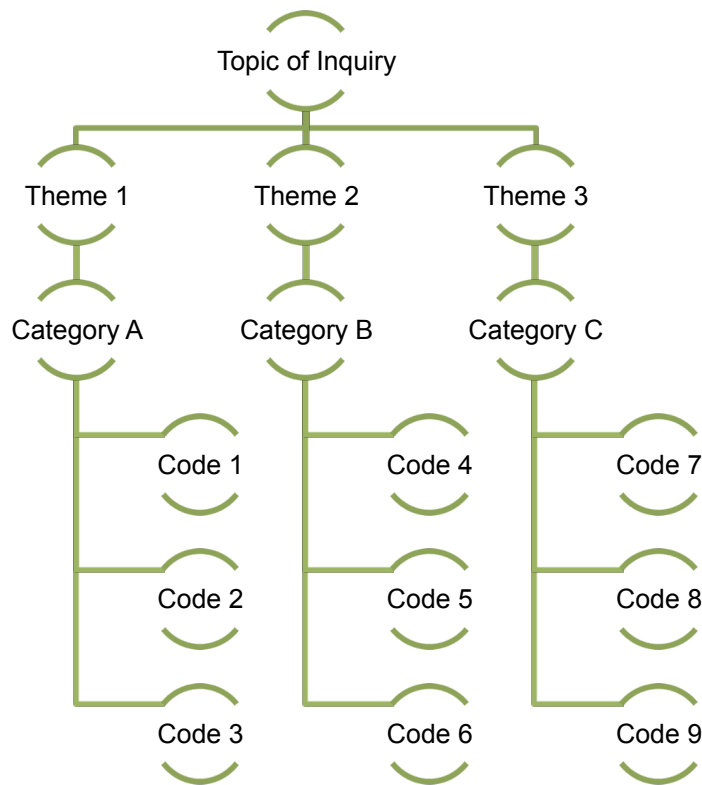 Topic of Inquiry
Theme 1
Theme 2
Theme 3
Category A
Category B
Category C
Code 1
Code 4
Code 7
Code 2
Code 5
Code 8
Code 3
Code 6
Code 9